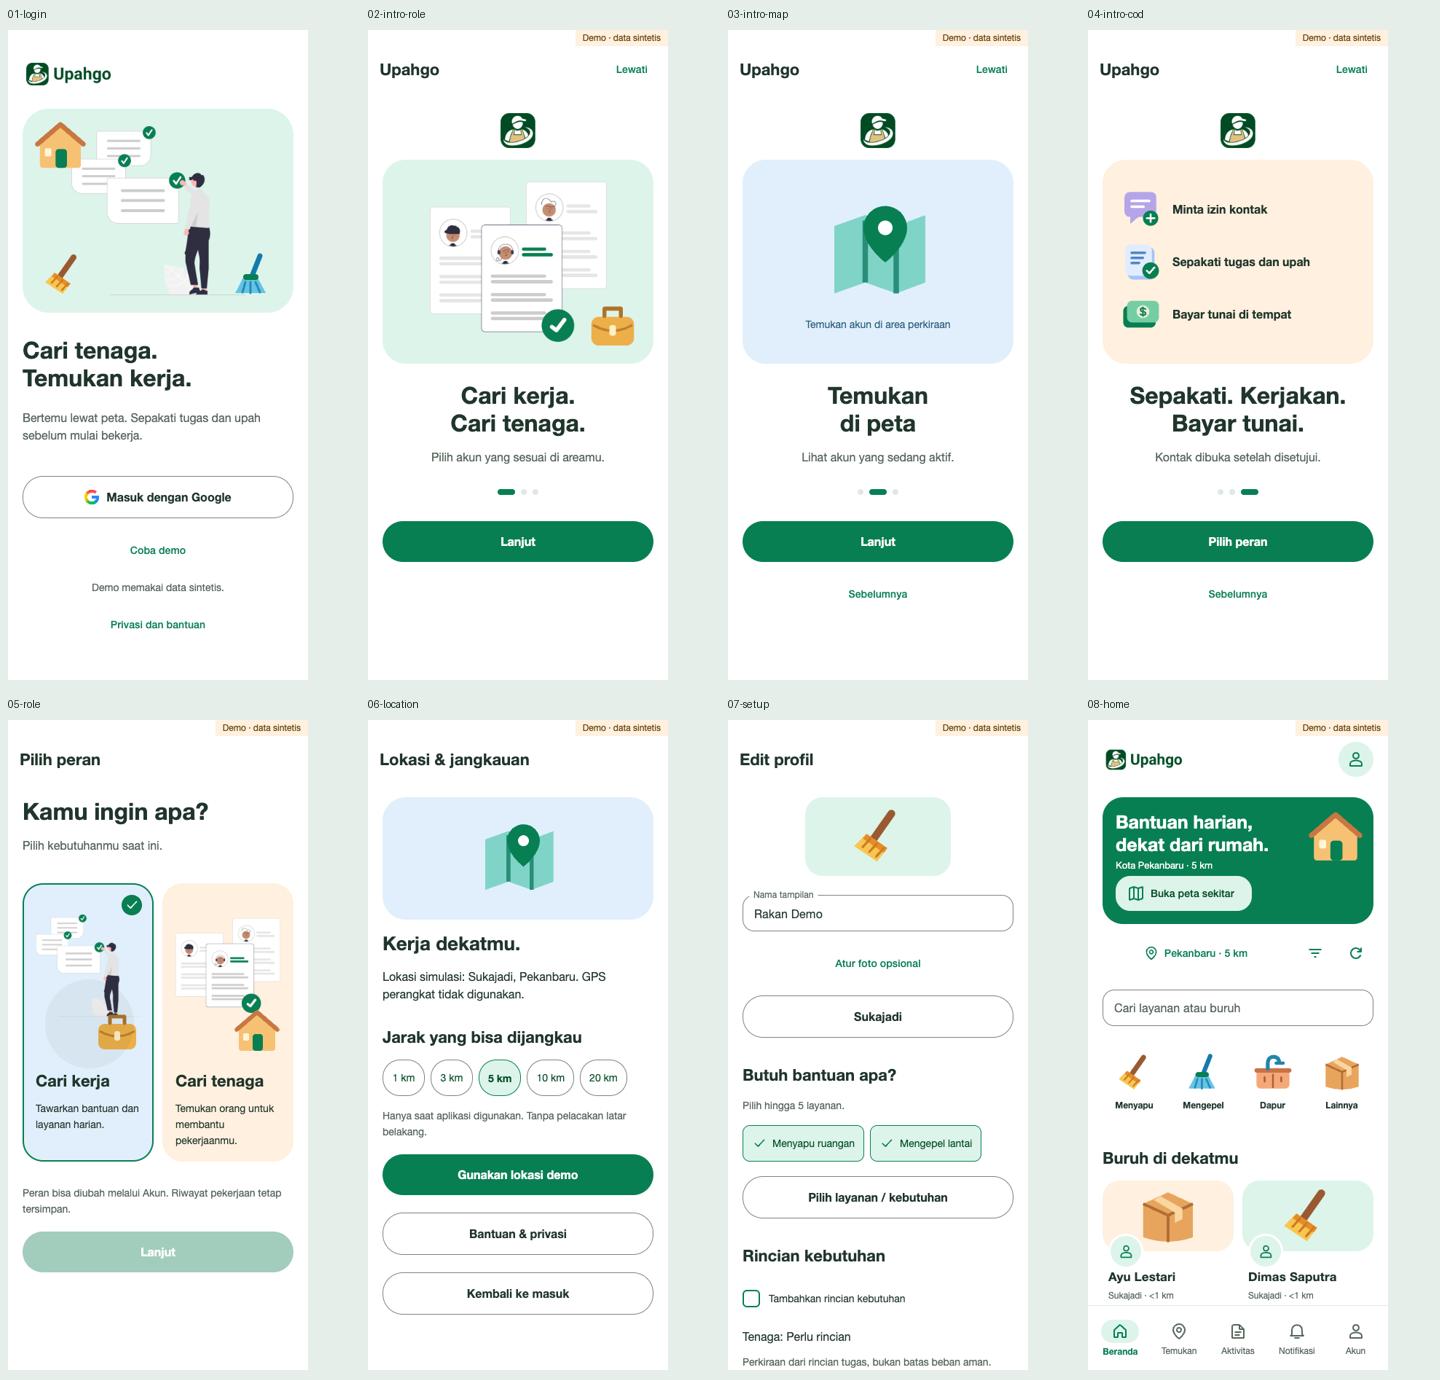 01-login
Upahgo
Cari tenaga.
Temukan kerja.
Bertemu lewat peta. Sepakati tugas dan upah
sebelum mulai bekerja.
Masuk dengan Google
Coba demo
Demo memakai data sintetis.
Privasi dan bantuan
02-intro-role
Demo · data sintetis
Upahgo
Lewati
Cari kerja.
Cari tenaga.
Pilih akun yang sesuai di areamu.
Lanjut
03-intro-map
Demo · data sintetis
Upahgo
Lewati
Temukan akun di area perkiraan
Temukan
di peta
Lihat akun yang sedang aktif.
Lanjut
Sebelumnya
04-intro-cod
Demo · data sintetis
Upahgo
Lewati
Minta izin kontak
Sepakati tugas dan upah
$
Bayar tunai di tempat
Sepakati. Kerjakan.
Bayar tunai.
Kontak dibuka setelah disetujui.
Pilih peran
Sebelumnya
05-role
Demo · data sintetis
Pilih peran
Kamu ingin apa?
Pilih kebutuhanmu saat ini.
Cari kerja
Tawarkan bantuan dan
layanan harian.
Cari tenaga
Temukan orang untuk
membantu
pekerjaanmu.
Peran bisa diubah melalui Akun. Riwayat pekerjaan tetap
tersimpan.
Lanjut
06-location
Demo · data sintetis
Lokasi & jangkauan
Kerja dekatmu.
Lokasi simulasi: Sukajadi, Pekanbaru. GPS
perangkat tidak digunakan.
Jarak yang bisa dijangkau
1 km
3 km
5 km
10 km
20 km
Hanya saat aplikasi digunakan. Tanpa pelacakan latar
belakang.
Gunakan lokasi demo
Bantuan & privasi
Kembali ke masuk
07-setup
Demo · data sintetis
Edit profil
Nama tampilan
Rakan Demo
Atur foto opsional
Sukajadi
Butuh bantuan apa?
Pilih hingga 5 layanan.
Menyapu ruangan
Mengepel lantai
Pilih layanan / kebutuhan
Rincian kebutuhan
Tambahkan rincian kebutuhan
Tenaga: Perlu rincian
Perkiraan dari rincian tugas, bukan batas beban aman.
08-home
Demo · data sintetis
Upahgo
Bantuan harian,
dekat dari rumah.
Kota Pekanbaru · 5 km
Buka peta sekitar
Pekanbaru · 5 km
Cari layanan atau buruh
Menyapu
Mengepel
Dapur
Lainnya
Buruh di dekatmu
Ayu Lestari
Sukajadi · <1 km
Dimas Saputra
Sukajadi · <1 km
Beranda
Temukan
Aktivitas
Notifikasi
Akun